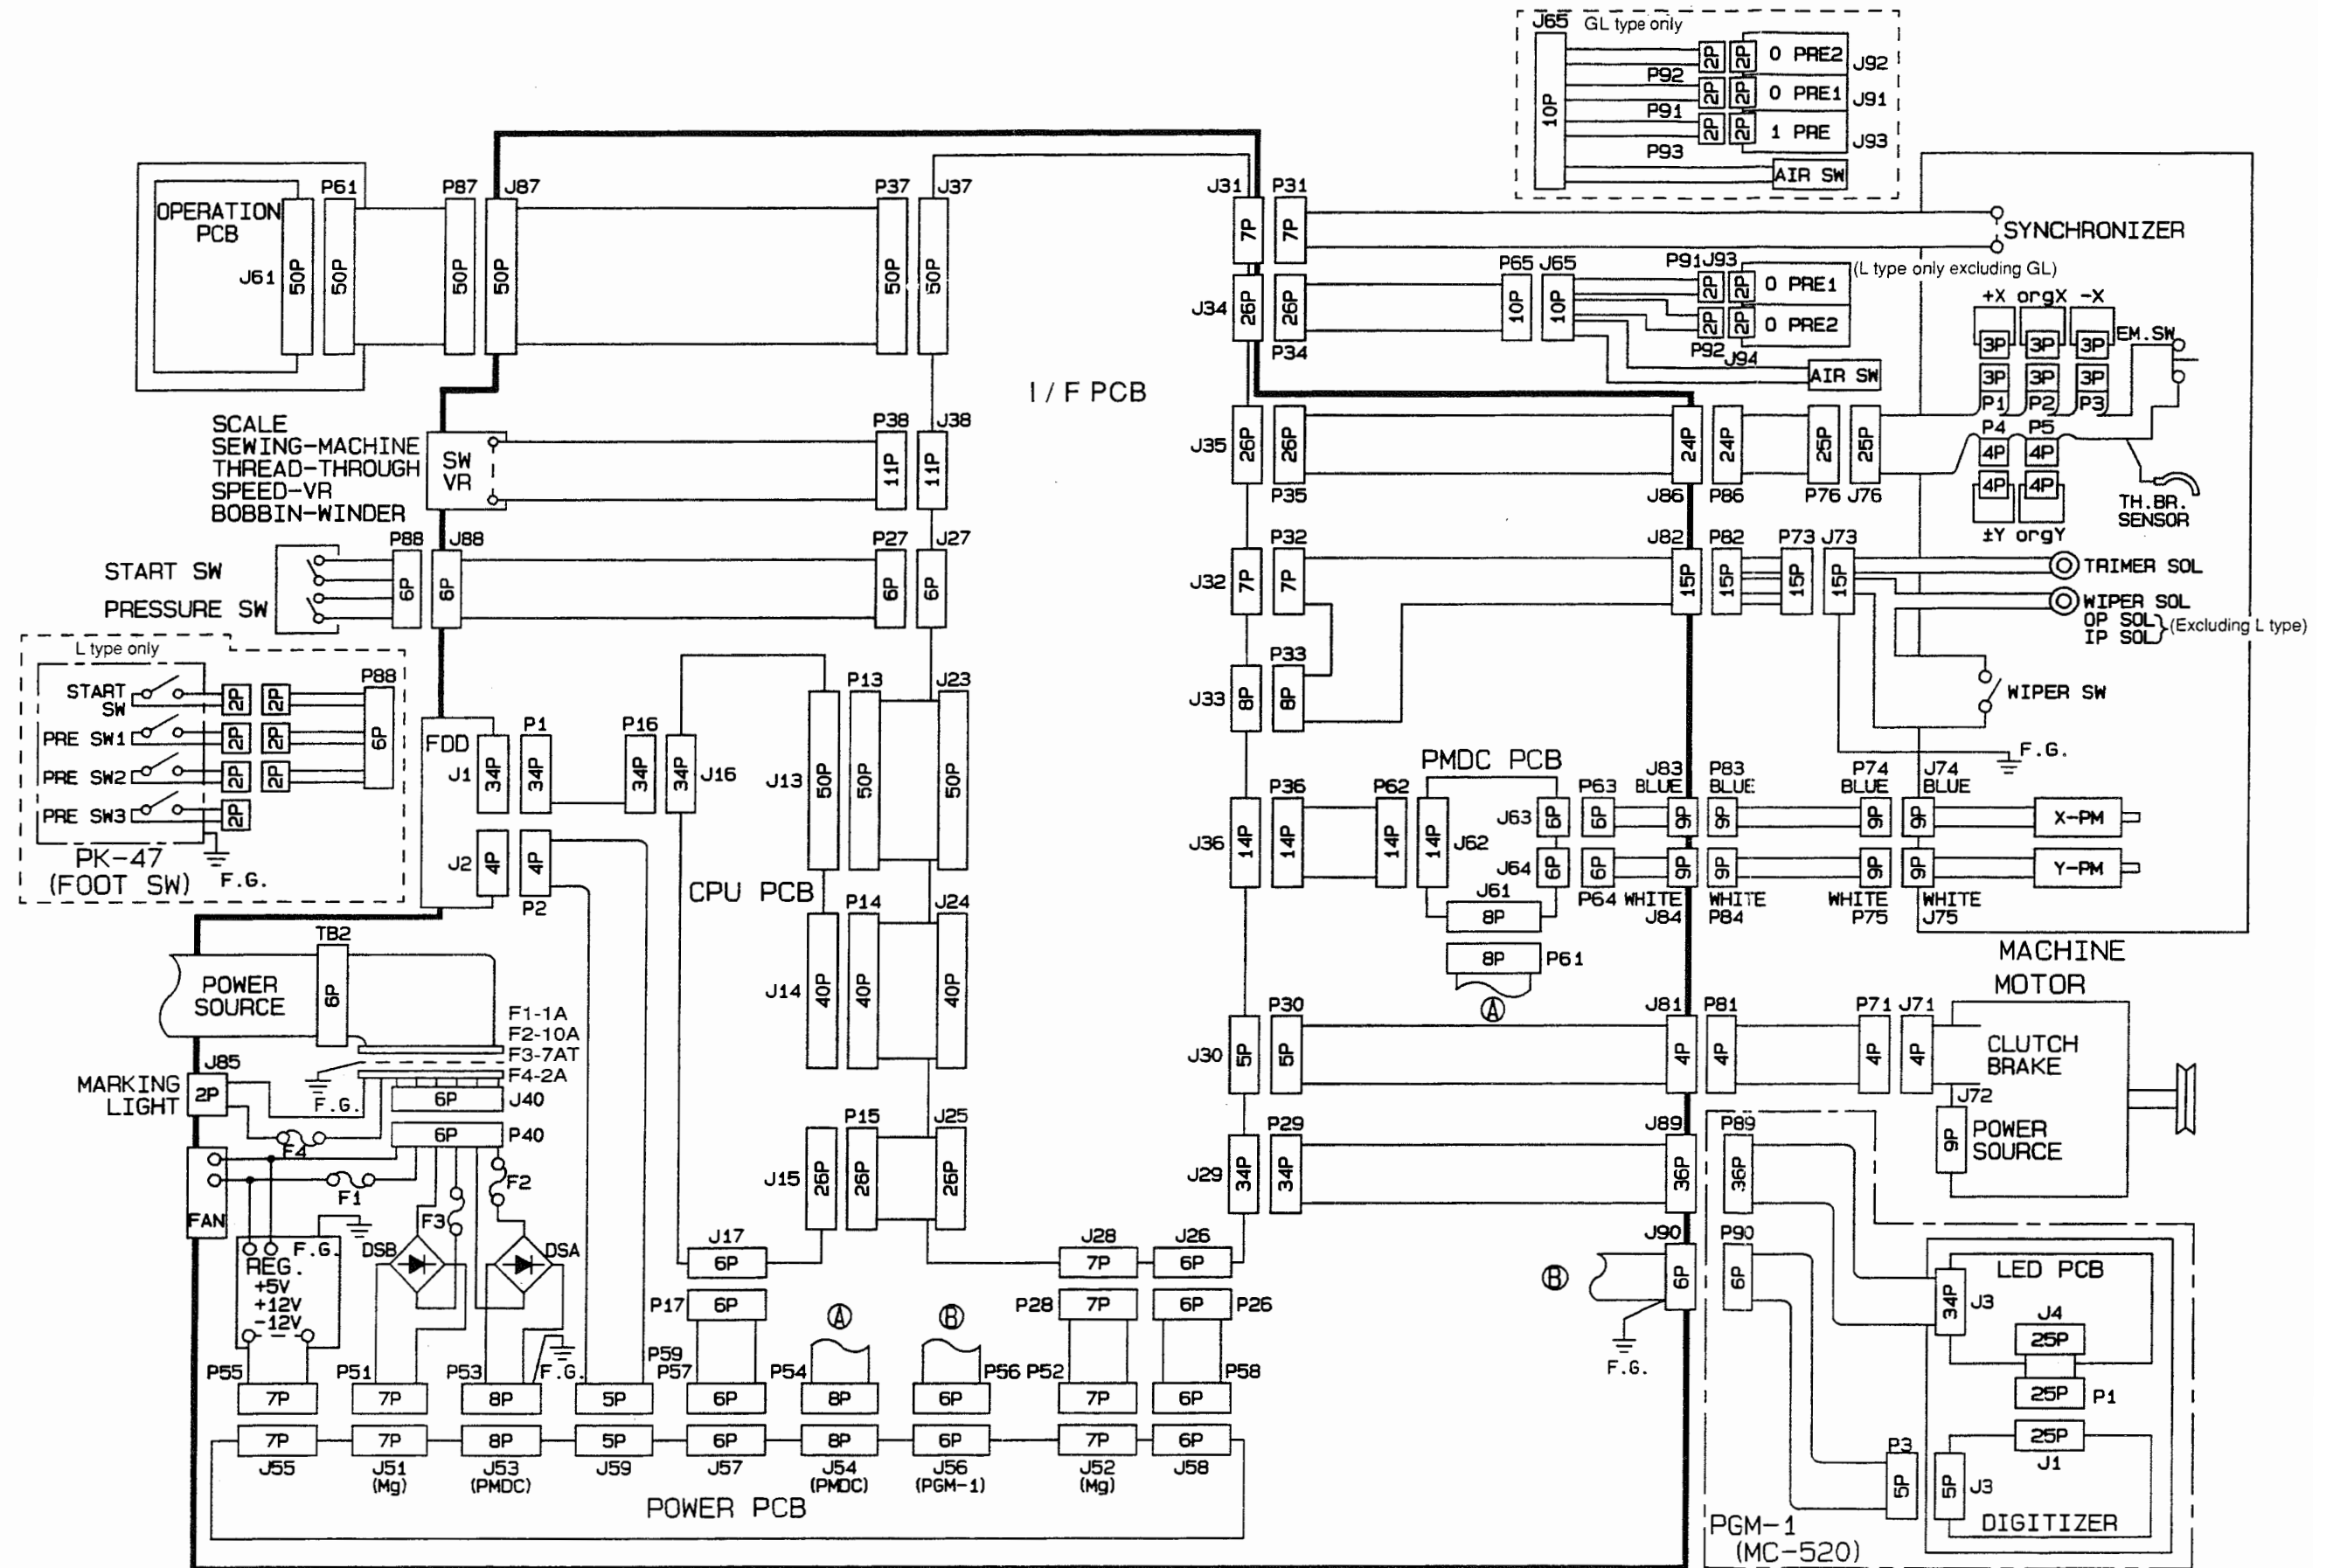 J65 GL type only
10P
2P 2P 0 PRE2 J92
P92
2P 2P 0 PRE1 J91
P91
2P 2P 1 PRE J93
P93
AIR SW
OPERATION
PCB
J61
50P
P61
50P
P87
50P
J87
50P
P37
50P
J37
50P
I / F PCB
J31
7P
P31
7P
SYNCHRONIZER
J34
26P
26P
P34
P65
10P
J65
10P
P91 J93
2P 2P 0 PRE1
(L type only excluding GL)
2P 2P 0 PRE2
P92
J94
AIR SW
+X orgX -X
3P 3P 3P
EM.SW
3P 3P 3P
P1 P2 P3
P4 P5
4P 4P
4P 4P
±Y orgY
TH.BR.
SENSOR
SCALE
SEWING-MACHINE
THREAD-THROUGH
SPEED-VR
BOBBIN-WINDER
SW
VR
P38
11P
J38
11P
J35
26P
26P
P35
24P
J86
24P
P86
25P
P76
25P
J76
START SW
PRESSURE SW
P88
6P
J88
6P
P27
6P
J27
6P
J32
7P
P32
7P
J82
15P
P82
15P
P73
15P
J73
15P
TRIMER SOL
WIPER SOL
OP SOL
IP SOL
(Excluding L type)
WIPER SW
F.G.
J33
8P
P33
8P
L type only
START
SW
2P 2P
PRE SW1
2P 2P
PRE SW2
2P 2P
PRE SW3
2P
P88
6P
PK-47
(FOOT SW)
F.G.
FDD
J1
34P
P1
34P
P16
34P
34P
J16
J2
4P
4P
P2
CPU PCB
J13
50P
P13
50P
J23
50P
J14
40P
P14
40P
J24
40P
J15
26P
P15
26P
J25
26P
J36
14P
P36
14P
P62
14P
PMDC PCB
14P
J62
J63
6P
J64
6P
J61
8P
8P
P61
Ⓐ
P63
6P
6P
P64
J83
BLUE
9P
P83
BLUE
9P
P74
BLUE
9P
J74
BLUE
9P
X-PM
9P
WHITE
J84
9P
WHITE
P84
9P
WHITE
P75
9P
WHITE
J75
Y-PM
MACHINE
MOTOR
TB2
6P
POWER
SOURCE
F1-1A
F2-10A
F3-7AT
F4-2A
J85
2P
MARKING
LIGHT
F.G.
6P
J40
6P
P40
F4
F1
F2
F3
FAN
F.G.
REG.
+5V
+12V
-12V
DSB
DSA
J30
5P
P30
5P
J81
4P
P81
4P
P71
4P
J71
4P
CLUTCH
BRAKE
J72
9P
POWER
SOURCE
J29
34P
P29
34P
J89
36P
P89
36P
J90
6P
P90
6P
Ⓑ
F.G.
LED PCB
34P
J3
J4
25P
25P
P1
25P
J1
P3
5P
5P
J3
DIGITIZER
PGM-1
(MC-520)
J17
6P
P17
6P
J28
7P
J26
6P
P28
7P
6P
P26
Ⓐ
Ⓑ
P55
7P
P51
7P
P53
8P
F.G.
5P
P59
P57
6P
P54
8P
6P
P56
P52
7P
6P
P58
7P 7P 8P 5P 6P 8P 6P 7P 6P
J55 J51 J53 J59 J57 J54 J56 J52 J58
(Mg) (PMDC) (PMDC) (PGM-1) (Mg)
POWER PCB